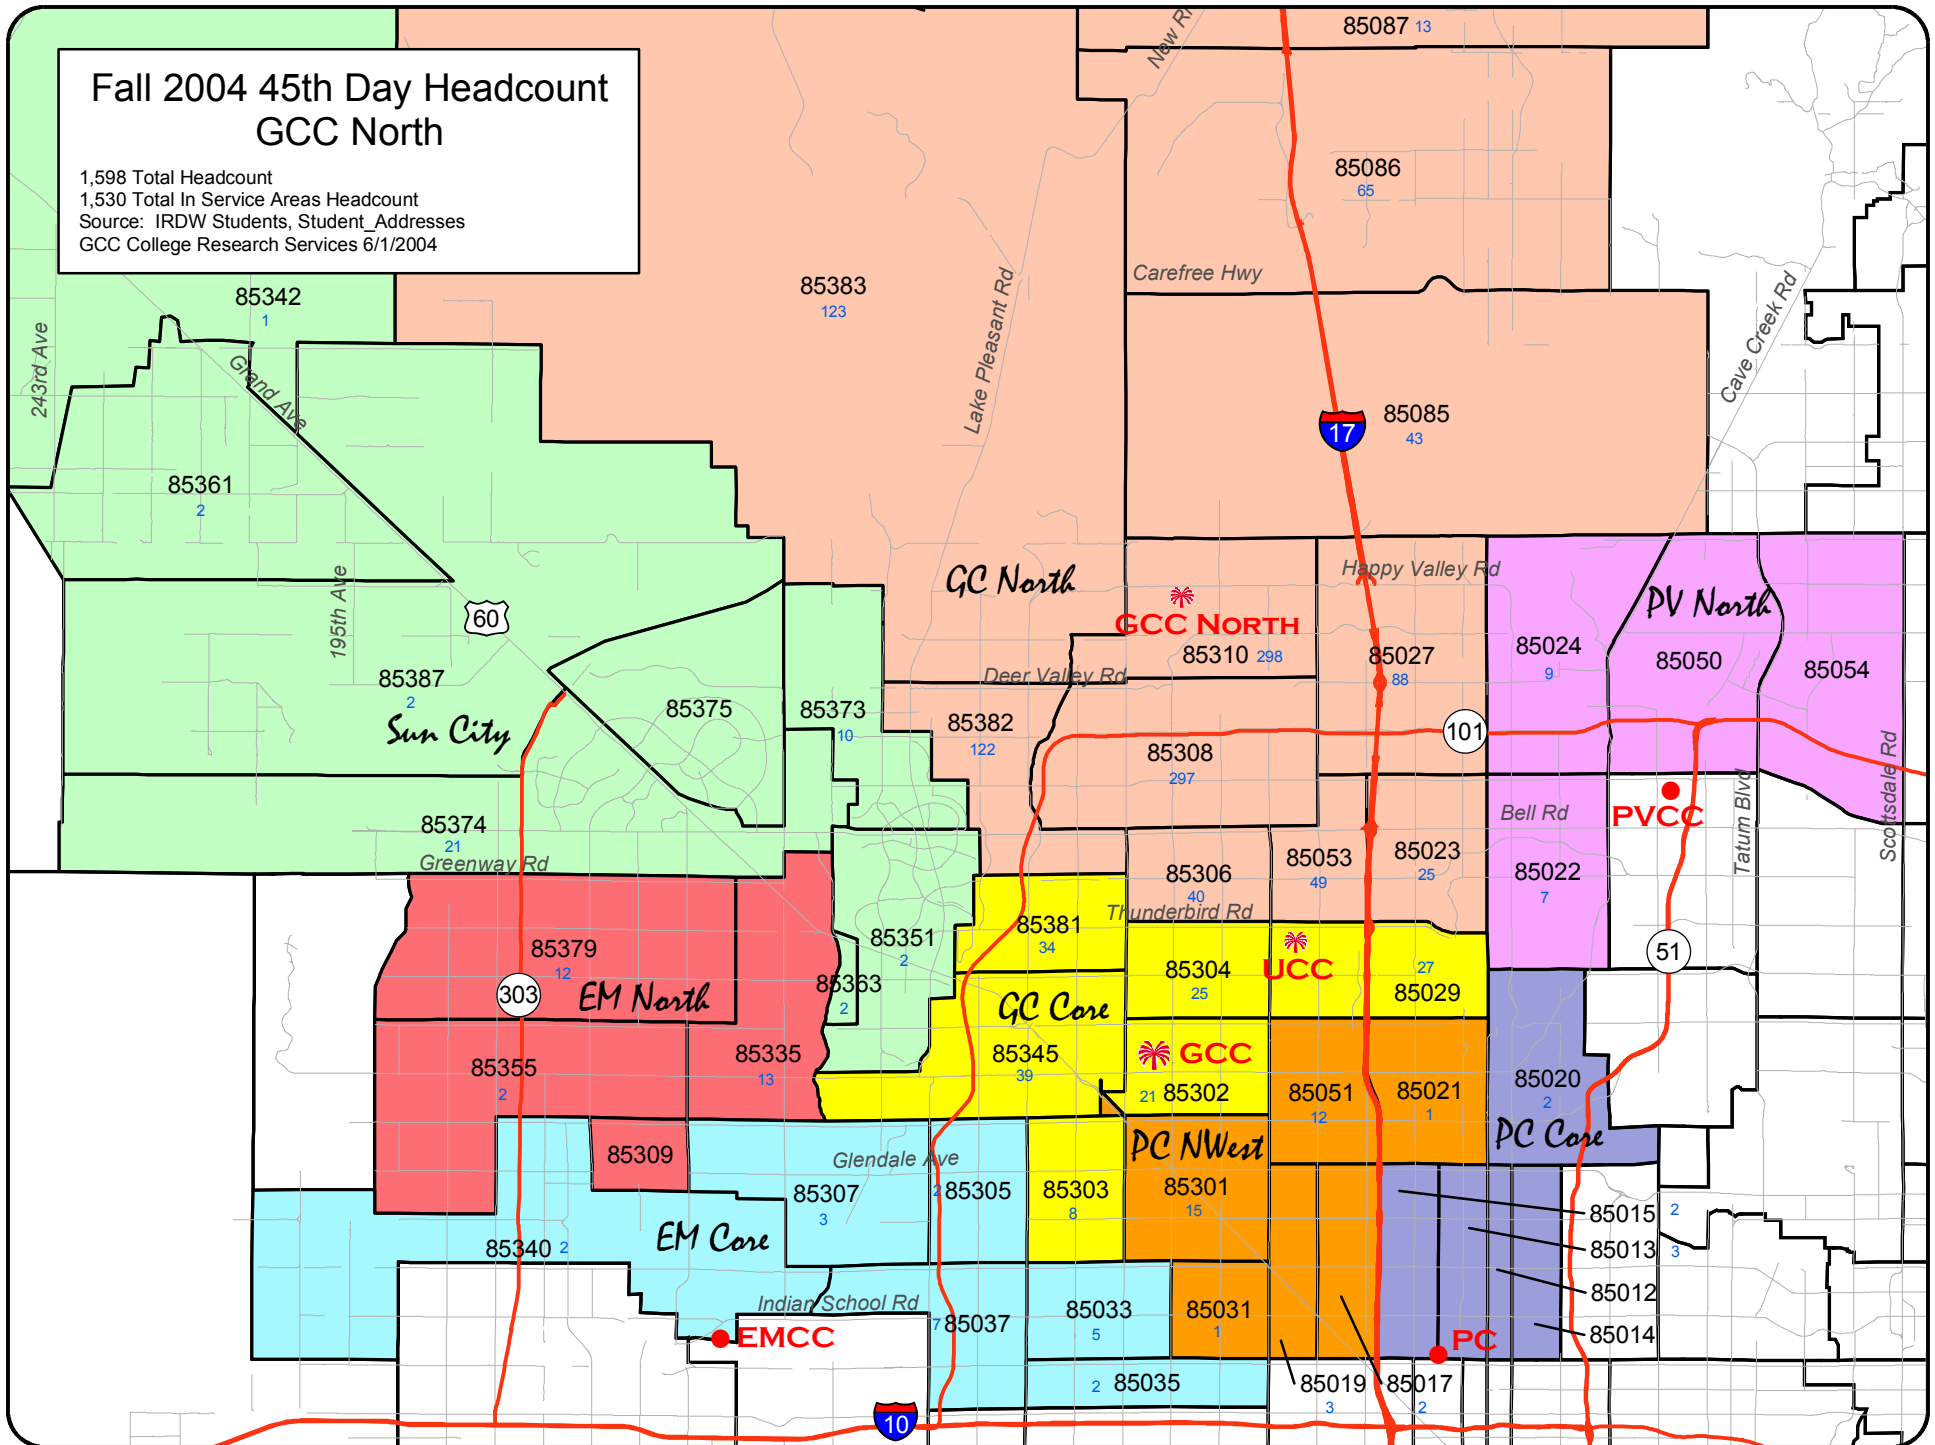 Fall 2004 45th Day Headcount
GCC North
1,598 Total Headcount
1,530 Total In Service Areas Headcount
Source:  IRDW Students, Student_Addresses
GCC College Research Services 6/1/2004
85087 13
85086
65
Carefree Hwy
85342
1
85383
123
243rd Ave
Grand Ave
Lake Pleasant Rd
Cave Creek Rd
17
85085
43
85361
2
195th Ave
60
GC North
Happy Valley Rd
PV North
GCC North
85310 298
85027
88
85024
9
85050
85054
Deer Valley Rd
85387
2
Sun City
85375
85373
10
85382
122
85308
297
101
Scottsdale Rd
Tatum Blvd
Bell Rd
PVCC
85374
21
Greenway Rd
85306
40
85053
49
85023
25
85022
7
Thunderbird Rd
85381
34
85379
12
303
EM North
85351
2
85363
2
GC Core
85304
25
UCC
27
85029
51
85355
2
85335
13
85345
39
GCC
21 85302
85051
12
85021
1
85020
2
PC Core
PC NWest
85309
Glendale Ave
85307
3
2 85305
85303
8
85301
15
85015 2
85013 3
85012
85014
EM Core
85340 2
Indian School Rd
7 85037
85033
5
85031
1
EMCC
PC
2 85035
85019
3
85017
2
10